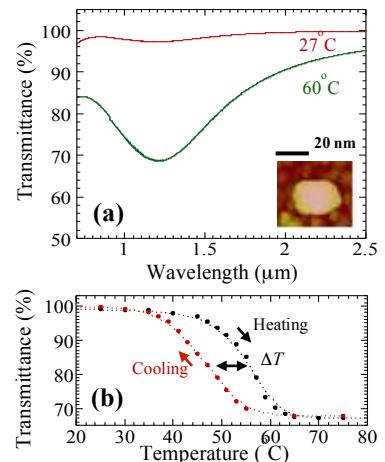 Transmittance (%)
100
90
80
70
60
50
27°C
60°C
20 nm
(a)
1
1.5
2
2.5
Wavelength (μm)
Transmittance (%)
100
90
80
70
Heating
Cooling
ΔT
(b)
20
30
40
50
60
70
80
Temperature (˚C)